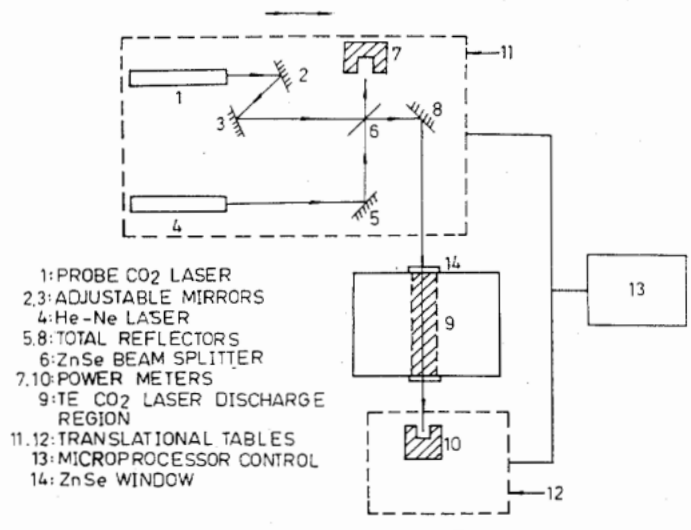 11
7
2
8
1
3
6
5
4
14
13
9
10
12
1: PROBE CO2 LASER
2,3: ADJUSTABLE MIRRORS
4: He-Ne LASER
5,8: TOTAL REFLECTORS
6: ZnSe BEAM SPLITTER
7,10: POWER METERS
9: TE CO2 LASER DISCHARGE
REGION
11,12: TRANSLATIONAL TABLES
13: MICROPROCESSOR CONTROL
14: ZnSe WINDOW